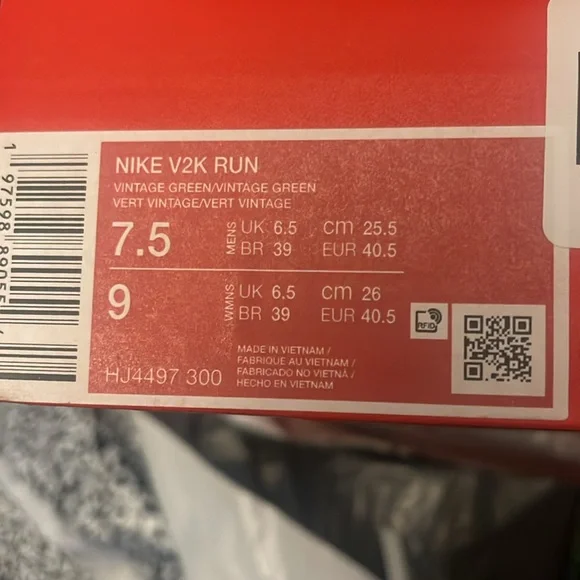 NIKE V2K RUN
VINTAGE GREEN/VINTAGE GREEN
VERT VINTAGE/VERT VINTAGE
7.5 MENS UK 6.5 cm 25.5
BR 39 EUR 40.5
9 WMNS UK 6.5 cm 26
BR 39 EUR 40.5
RFID
HJ4497 300
MADE IN VIETNAM /
FABRIQUE AU VIETNAM /
FABRICADO NO VIETNÃ /
HECHO EN VIETNAM